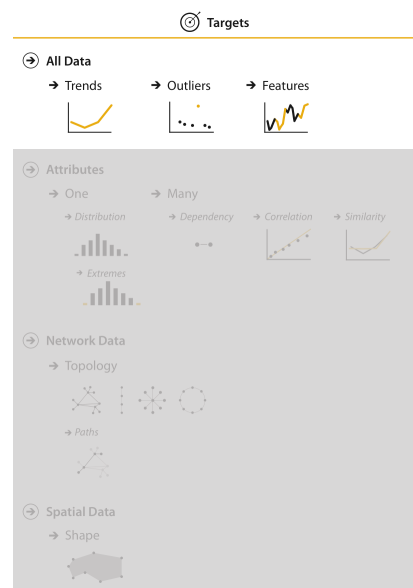 Targets
All Data
Trends
Outliers
Features
Attributes
One
Many
Distribution
Dependency
Correlation
Similarity
Extremes
Network Data
Topology
Paths
Spatial Data
Shape